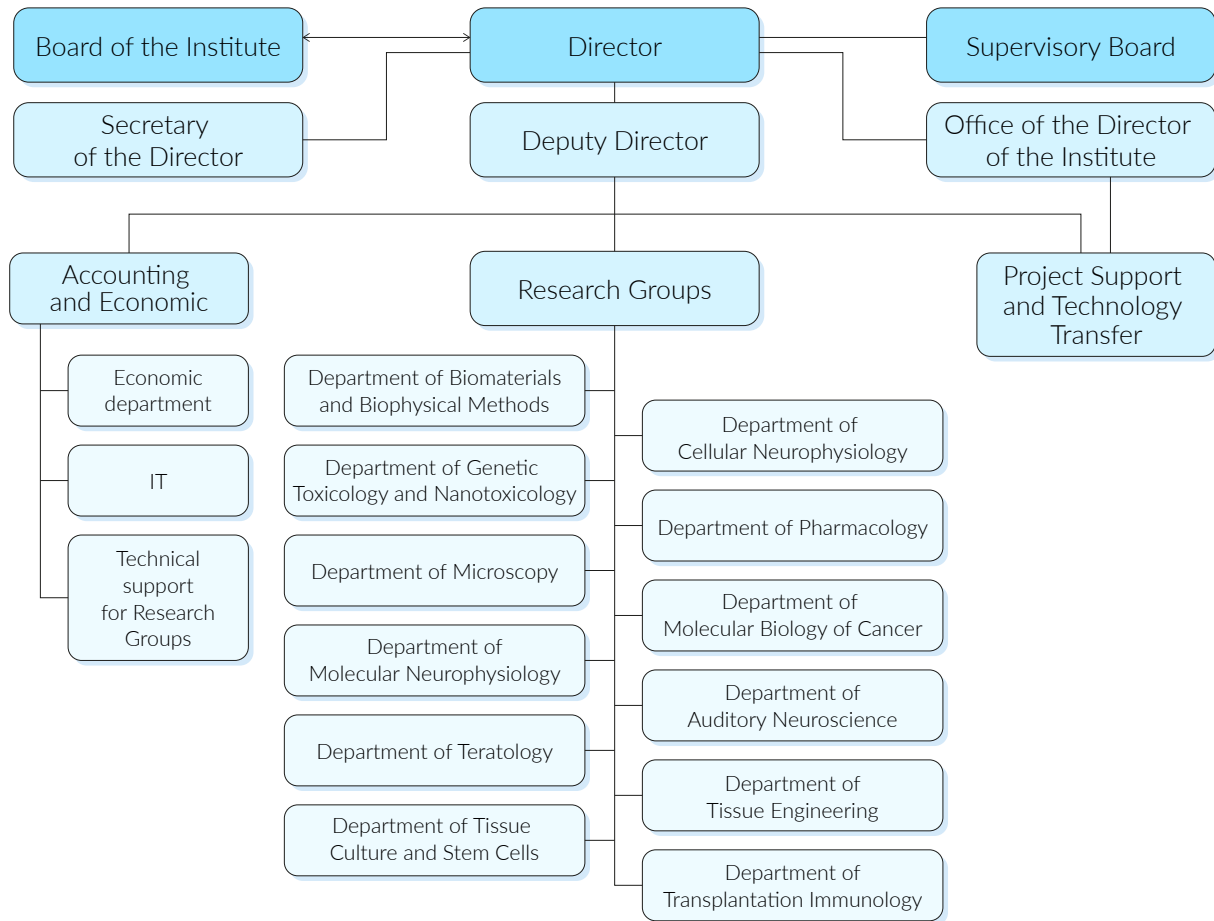 Board of the Institute
Director
Supervisory Board
Secretary
of the Director
Deputy Director
Office of the Director
of the Institute
Accounting
and Economic
Research Groups
Project Support
and Technology
Transfer
Economic
department
IT
Technical
support
for Research
Groups
Department of Biomaterials
and Biophysical Methods
Department of
Cellular Neurophysiology
Department of Genetic
Toxicology and Nanotoxicology
Department of Pharmacology
Department of Microscopy
Department of
Molecular Biology of Cancer
Department of
Molecular Neurophysiology
Department of
Auditory Neuroscience
Department of Teratology
Department of
Tissue Engineering
Department of Tissue
Culture and Stem Cells
Department of
Transplantation Immunology